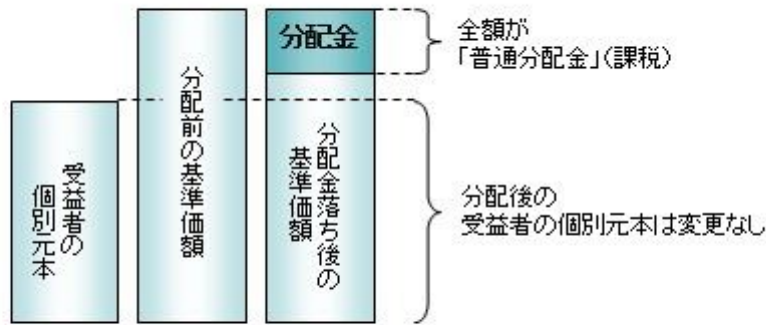 受益者の
個別元本
分配前の基準価額
分配金
分配金落ち後の
基準価額
全額が
「普通分配金」(課税)
分配後の
受益者の個別元本は変更なし